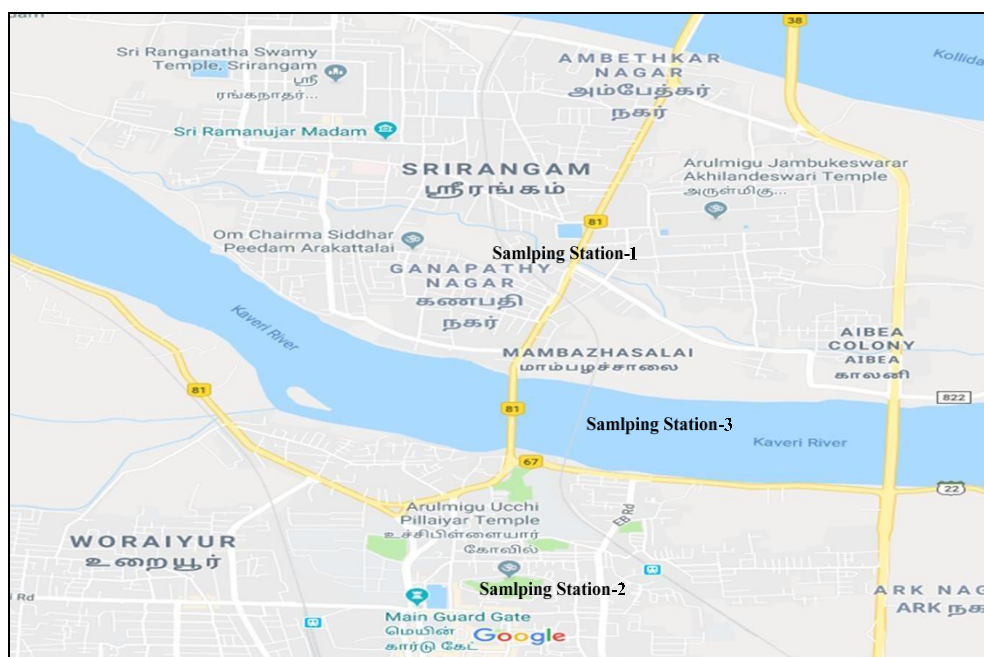 38
Sri Ranganatha Swamy
Temple, Srirangam
ஸ்ரீ
ரங்கநாதர்...
AMBETHKAR
NAGAR
அம்பேத்கர்
நகர்
Kollida
Sri Ramanujar Madam
SRIRANGAM
ஸ்ரீரங்கம்
Arulmigu Jambukeswarar
Akhilandeswari Temple
அருள்மிகு...
81
Om Chairma Siddhar
Peedam Arakattalai
Samlping Station-1
GANAPATHY
NAGAR
கணபதி
நகர்
Kaveri River
AIBEA
COLONY
AIBEA
காலனி
MAMBAZHASALAI
மாம்பழச்சாலை
81
81
822
Samlping Station-3
Kaveri River
67
22
Arulmigu Ucchi
Pillaiyar Temple
உச்சிபிள்ளையார்
கோவில்
EB Rd
WORAIYUR
உறையூர்
Samlping Station-2
ARK NAG
ARK நக
i Rd
Main Guard Gate
மெயின்
கார்டு கேட்
Google